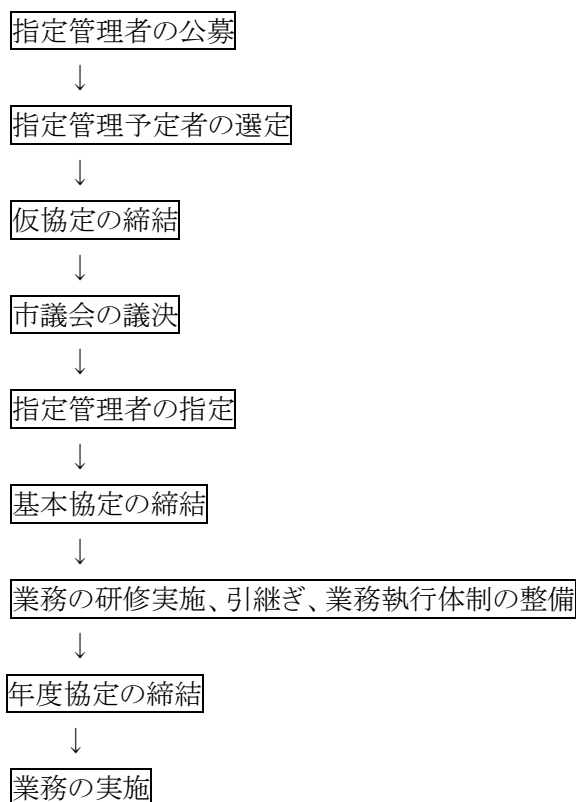 指定管理者の公募
↓
指定管理予定者の選定
↓
仮協定の締結
↓
市議会の議決
↓
指定管理者の指定
↓
基本協定の締結
↓
業務の研修実施、引継ぎ、業務執行体制の整備
↓
年度協定の締結
↓
業務の実施